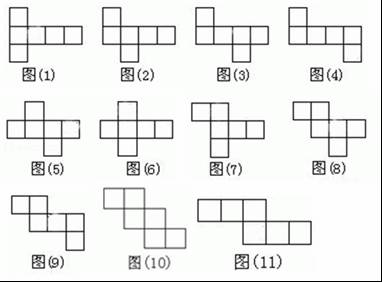 图(1) 图(2) 图(3) 图(4)
图(5) 图(6) 图(7) 图(8)
图(9) 图(10) 图(11)